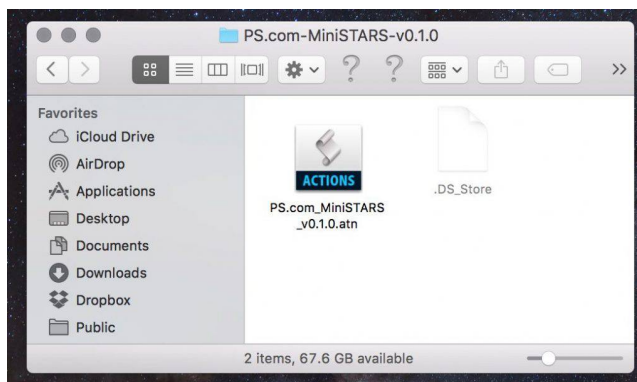 PS.com-MiniSTARS-v0.1.0
Favorites
iCloud Drive
AirDrop
Applications
Desktop
Documents
Downloads
Dropbox
Public
ACTIONS
PS.com_MiniSTARS
_v0.1.0.atn
.DS_Store
2 items, 67.6 GB available